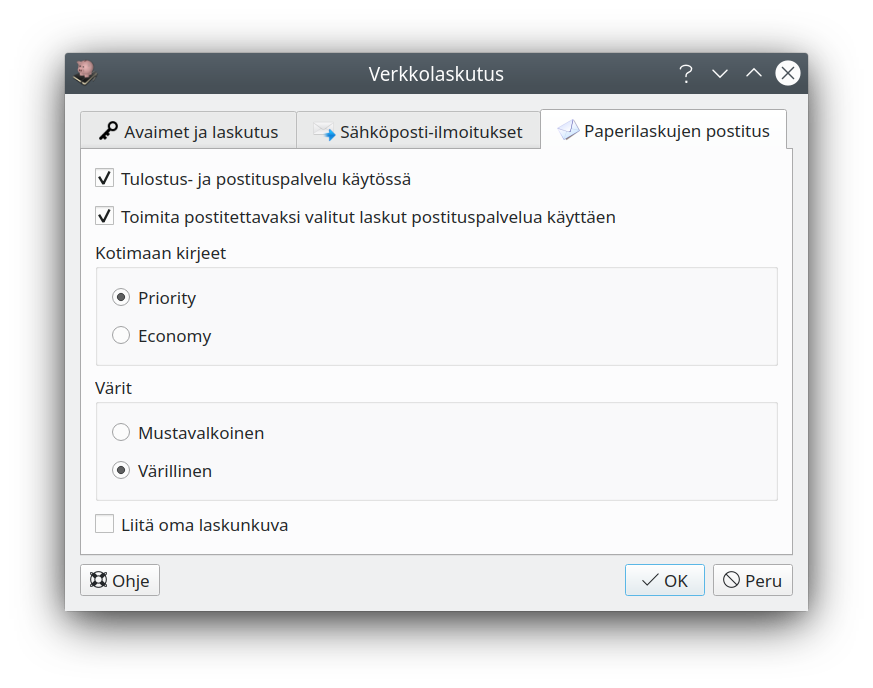 Verkkolaskutus
Avaimet ja laskutus
Sähköposti-ilmoitukset
Paperilaskujen postitus
Tulostus- ja postituspalvelu käytössä
Toimita postitettavaksi valitut laskut postituspalvelua käyttäen
Kotimaan kirjeet
Priority
Economy
Värit
Mustavalkoinen
Värillinen
Liitä oma laskunkuva
Ohje
OK
Peru